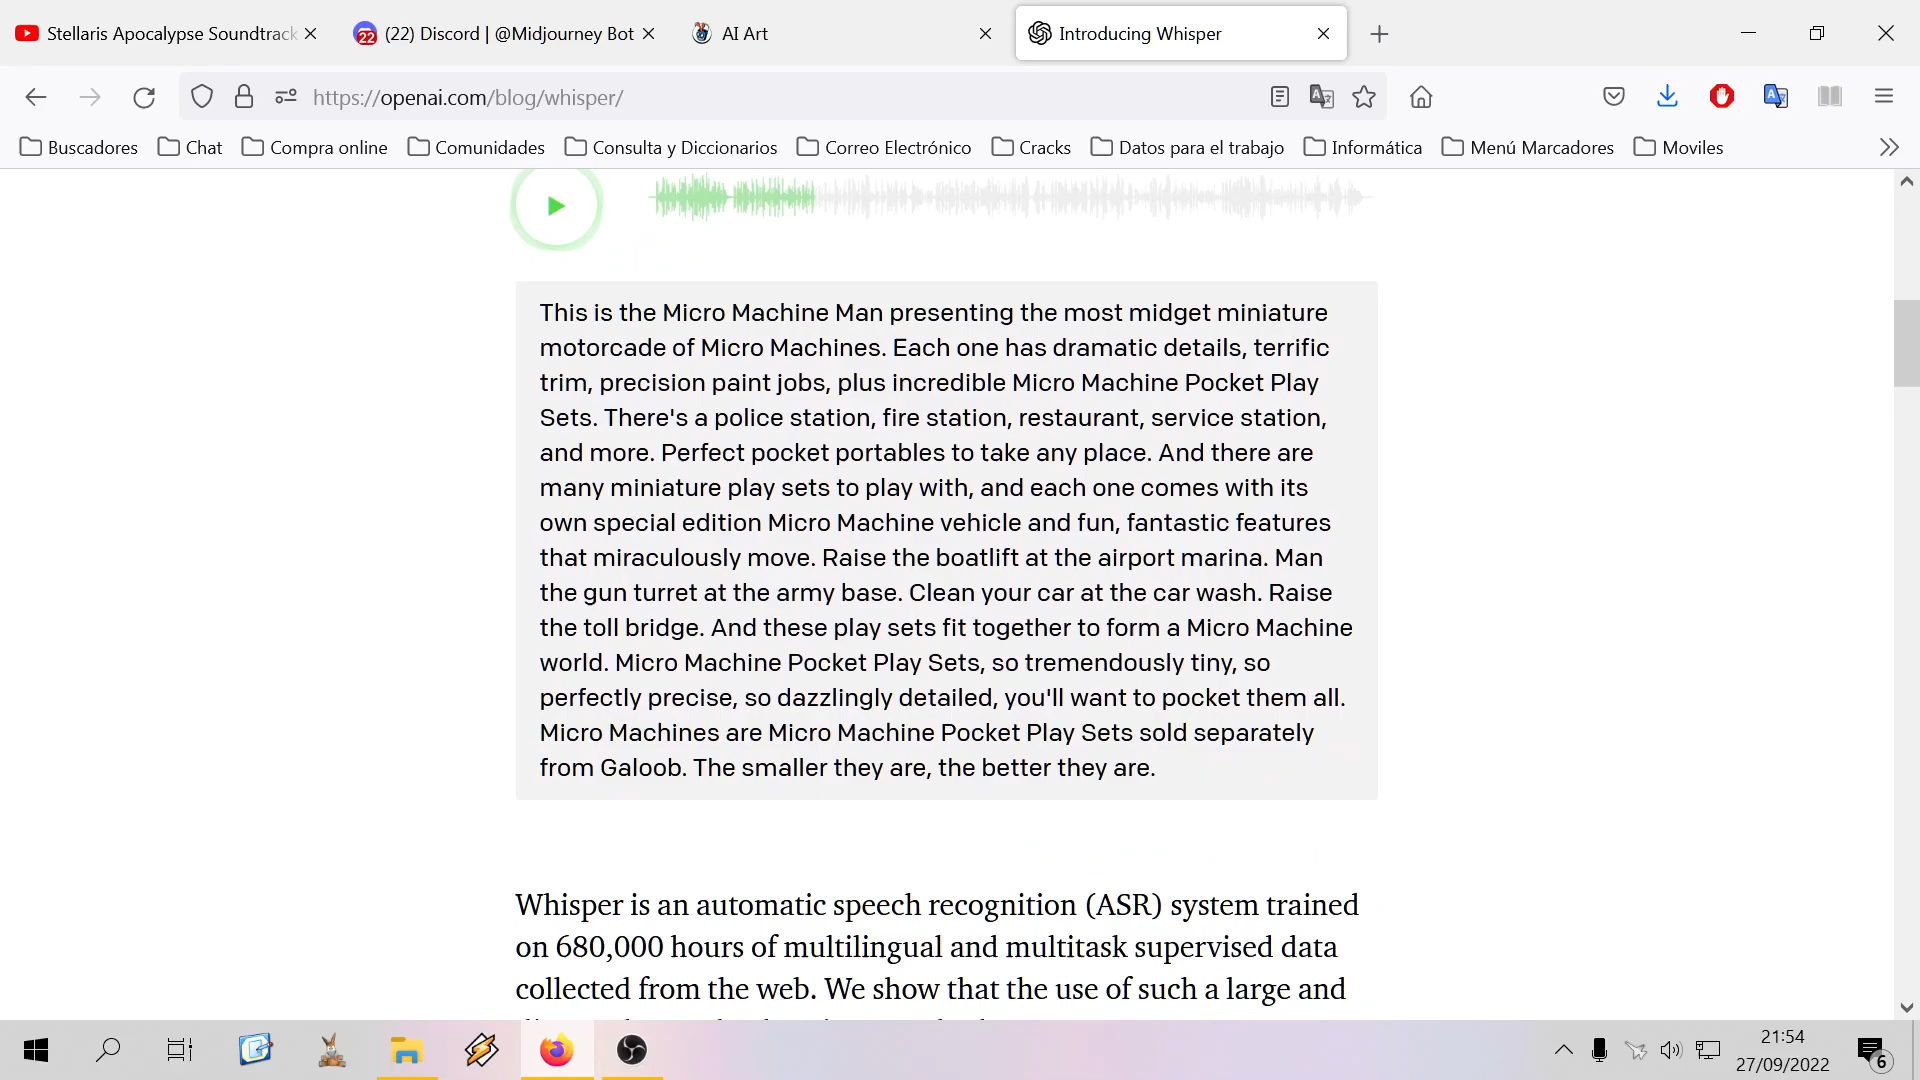 Stellaris Apocalypse Soundtrack
(22) Discord | @Midjourney Bot
AI Art
Introducing Whisper
https://openai.com/blog/whisper/
Buscadores
Chat
Compra online
Comunidades
Consulta y Diccionarios
Correo Electrónico
Cracks
Datos para el trabajo
Informática
Menú Marcadores
Moviles
This is the Micro Machine Man presenting the most midget miniature
motorcade of Micro Machines. Each one has dramatic details, terrific
trim, precision paint jobs, plus incredible Micro Machine Pocket Play
Sets. There's a police station, fire station, restaurant, service station,
and more. Perfect pocket portables to take any place. And there are
many miniature play sets to play with, and each one comes with its
own special edition Micro Machine vehicle and fun, fantastic features
that miraculously move. Raise the boatlift at the airport marina. Man
the gun turret at the army base. Clean your car at the car wash. Raise
the toll bridge. And these play sets fit together to form a Micro Machine
world. Micro Machine Pocket Play Sets, so tremendously tiny, so
perfectly precise, so dazzlingly detailed, you'll want to pocket them all.
Micro Machines are Micro Machine Pocket Play Sets sold separately
from Galoob. The smaller they are, the better they are.
Whisper is an automatic speech recognition (ASR) system trained
on 680,000 hours of multilingual and multitask supervised data
collected from the web. We show that the use of such a large and
21:54
27/09/2022
6